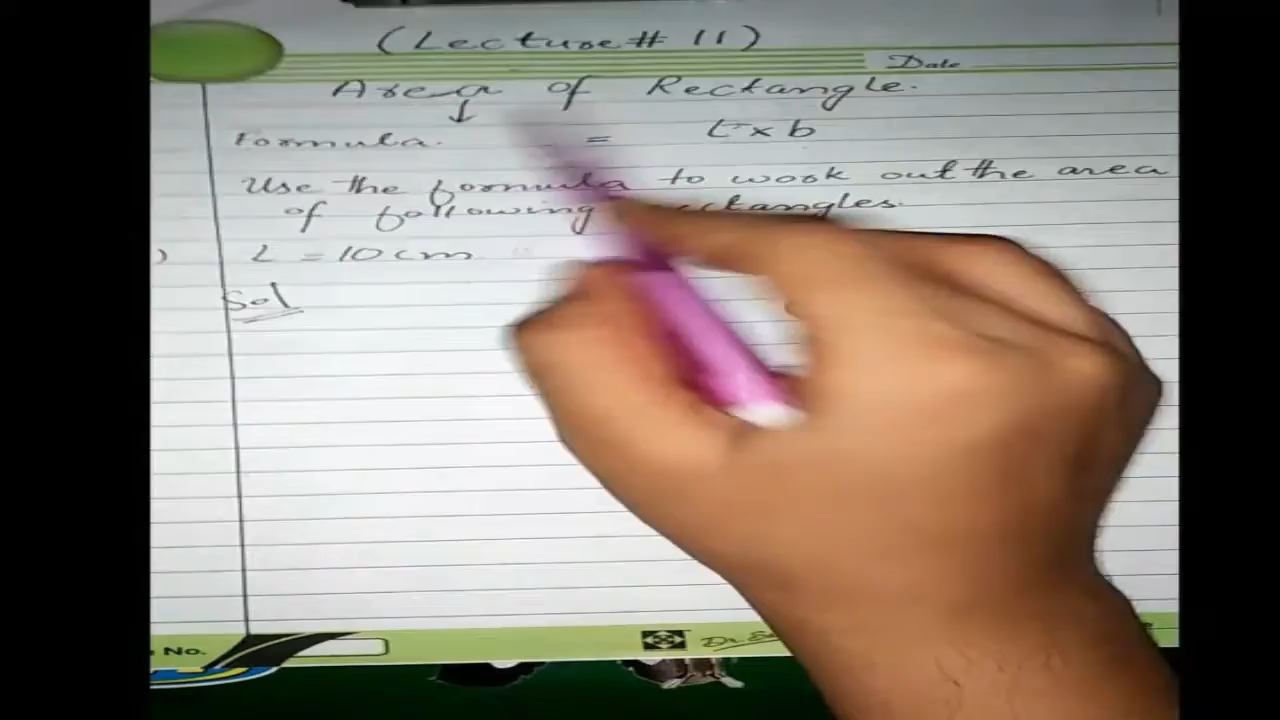 (Lecture # 11)
Date
Area of Rectangle.
Formula. = L x b
Use the formula to work out the area
of following rectangles.
) L = 10 cm
Sol
No.